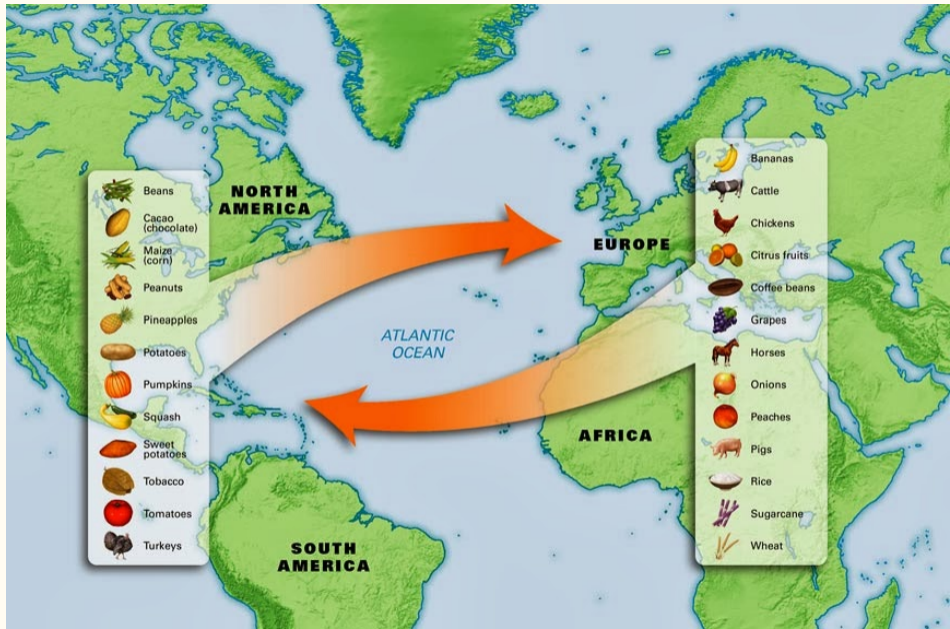 NORTH
AMERICA
EUROPE
ATLANTIC
OCEAN
AFRICA
SOUTH
AMERICA
Beans
Cacao
(chocolate)
Maize
(corn)
Peanuts
Pineapples
Potatoes
Pumpkins
Squash
Sweet
potatoes
Tobacco
Tomatoes
Turkeys
Bananas
Cattle
Chickens
Citrus fruits
Coffee beans
Grapes
Horses
Onions
Peaches
Pigs
Rice
Sugarcane
Wheat